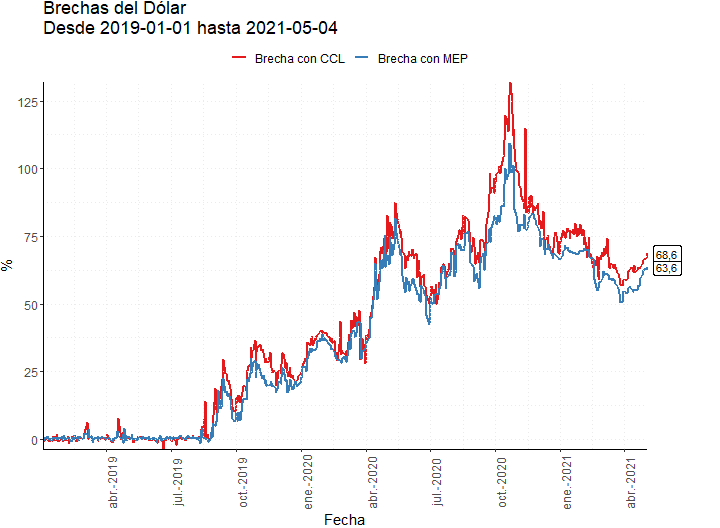 Brechas del Dólar
Desde 2019-01-01 hasta 2021-05-04
Brecha con CCL Brecha con MEP
125
100
75
50
25
0
%
68,6
63,6
abr.-2019
jul.-2019
oct.-2019
ene.-2020
abr.-2020
jul.-2020
oct.-2020
ene.-2021
abr.-2021
Fecha